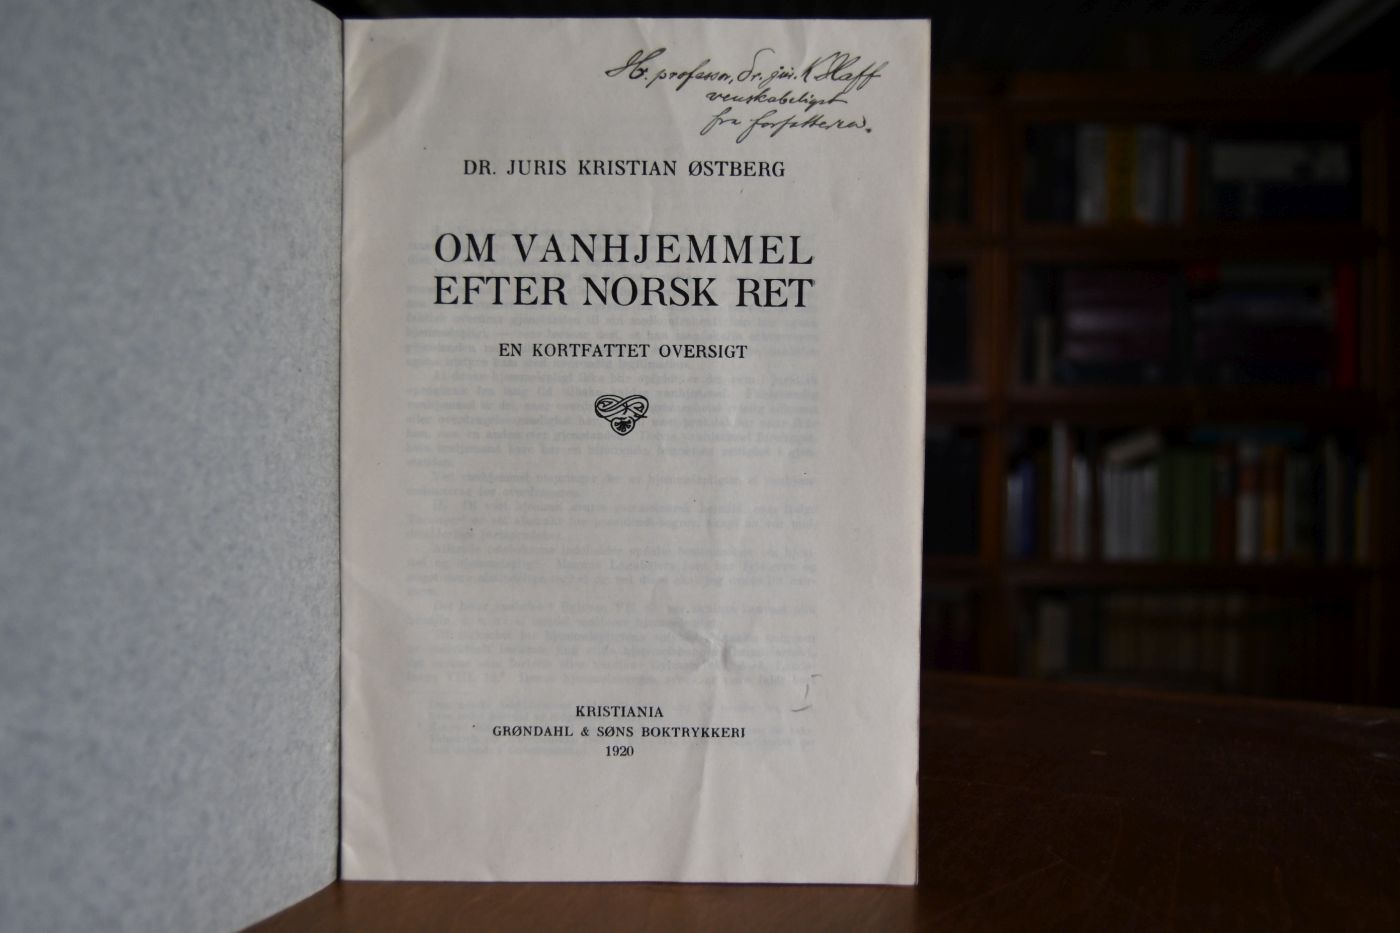 Hr. professor, Dr. jur. K Haff
venskabeligst
fra forfatteren.
DR. JURIS KRISTIAN ØSTBERG
OM VANHJEMMEL
EFTER NORSK RET
EN KORTFATTET OVERSIGT
KRISTIANIA
GRØNDAHL & SØNS BOKTRYKKERI
1920